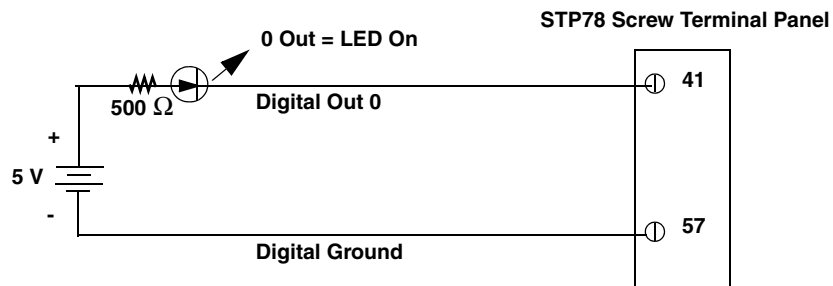 STP78 Screw Terminal Panel
0 Out = LED On
41
500 Ω
Digital Out 0
+
5 V
-
57
Digital Ground